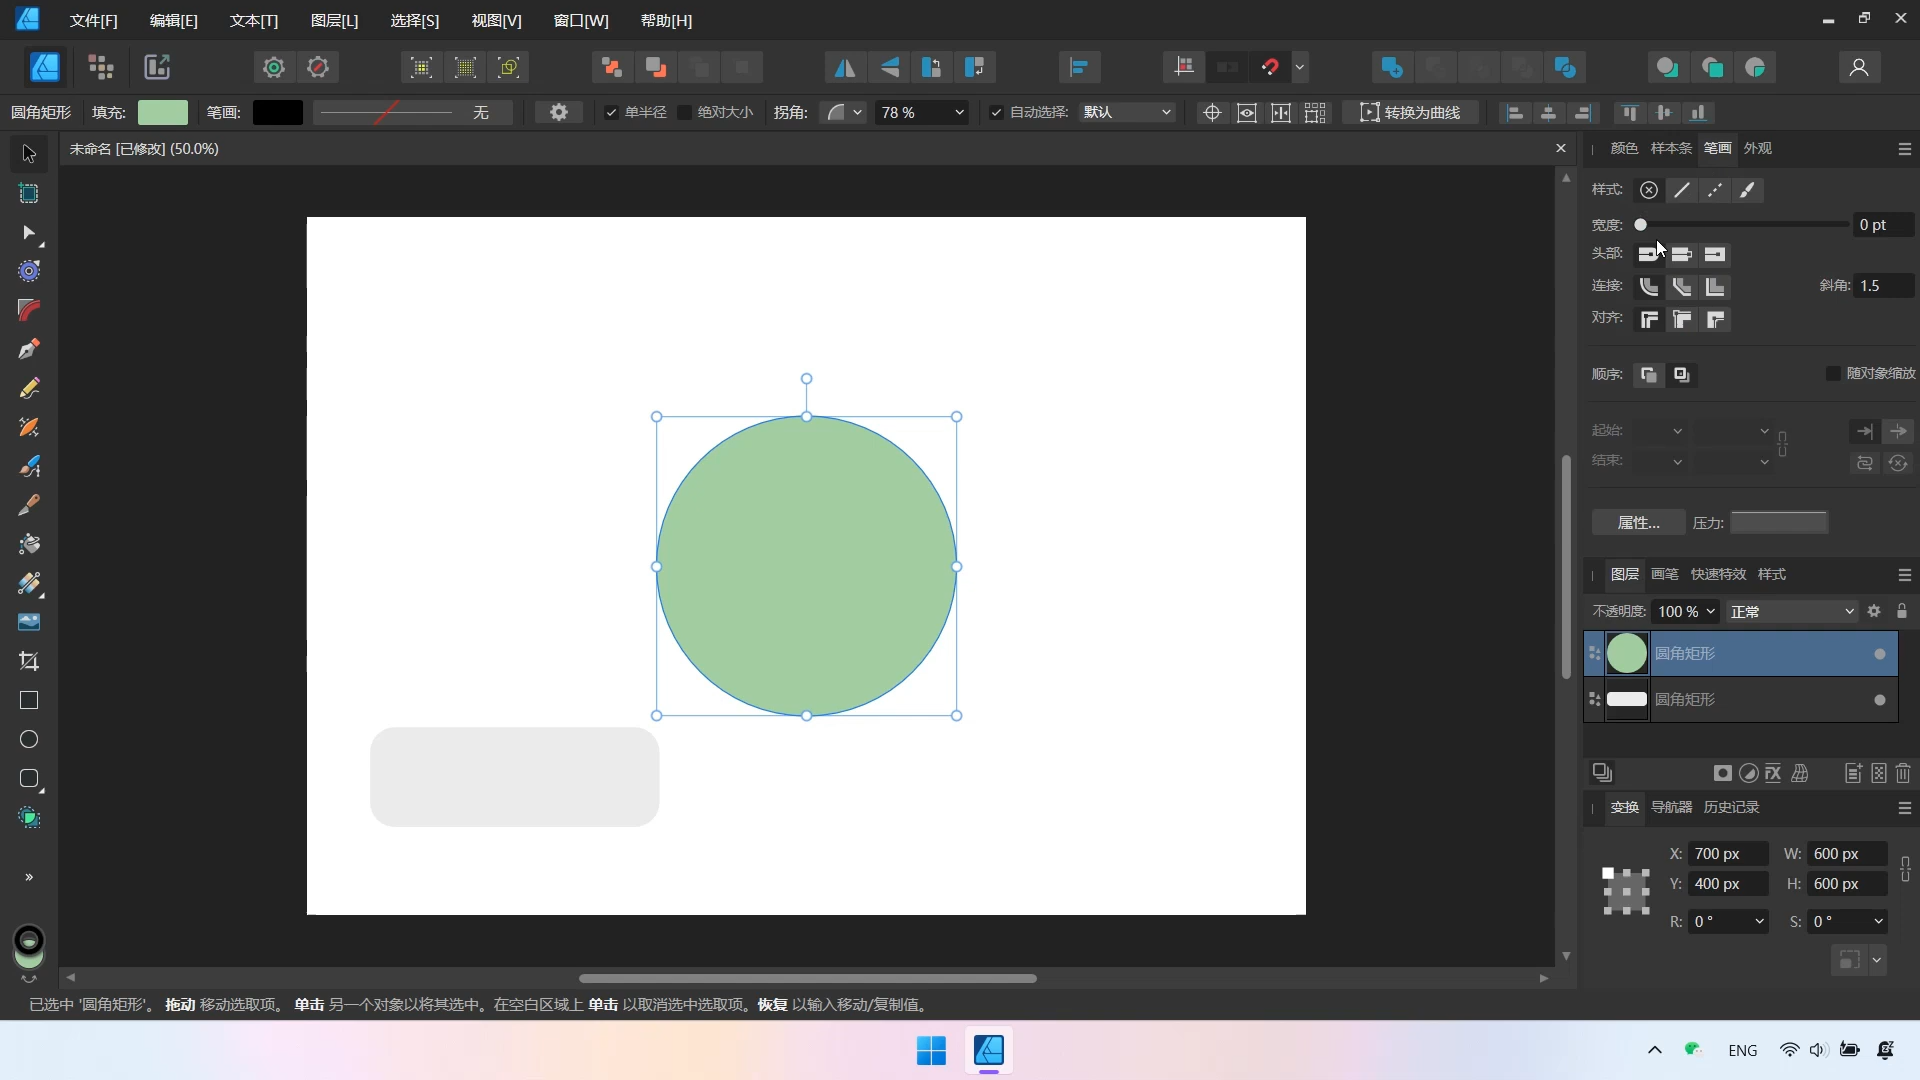 文件[F] 编辑[E] 文本[T] 图层[L] 选择[S] 视图[V] 窗口[W] 帮助[H]
圆角矩形 填充: 笔画: 无 单半径 绝对大小 拐角: 78 % 自动选择: 默认 转换为曲线
未命名 [已修改] (50.0%)
颜色 样本条 笔画 外观
样式:
宽度: 0 pt
头部:
连接: 斜角: 1.5
对齐:
顺序: 随对象缩放
起始:
结束:
属性... 压力:
图层 画笔 快速特效 样式
不透明度: 100 % 正常
圆角矩形
圆角矩形
变换 导航器 历史记录
X: 700 px W: 600 px
Y: 400 px H: 600 px
R: 0 ° S: 0 °
已选中 '圆角矩形'。 拖动 移动选取项。 单击 另一个对象以将其选中。在空白区域上 单击 以取消选中选取项。恢复 以输入移动/复制值。
ENG